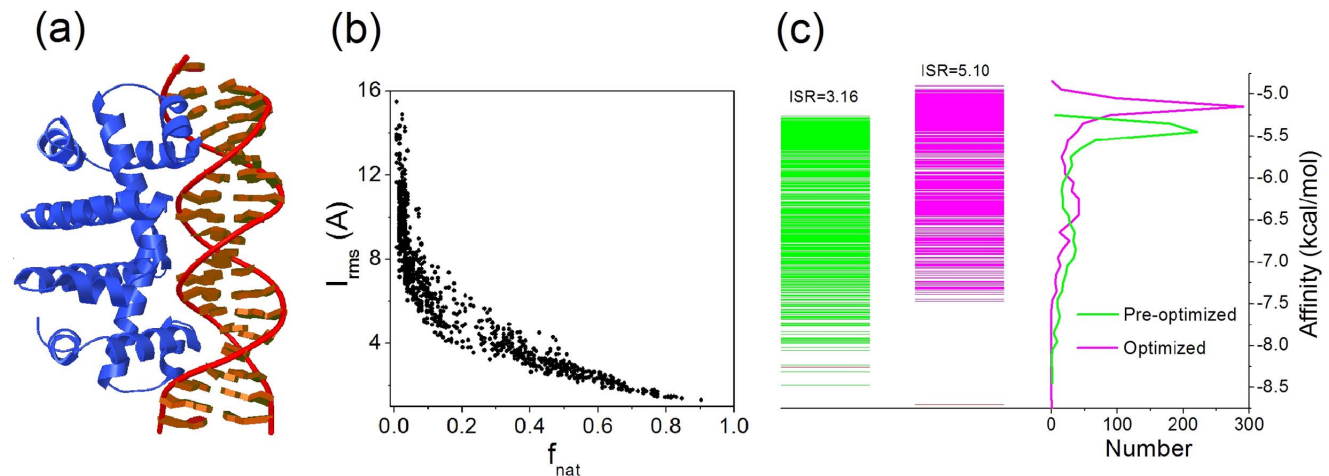 (a)
(b)
(c)
16
12
8
4
I rms (A)
0.0 0.2 0.4 0.6 0.8 1.0
f nat
ISR=3.16
ISR=5.10
Pre-optimized
Optimized
0 100 200 300
Number
-5.0
-5.5
-6.0
-6.5
-7.0
-7.5
-8.0
-8.5
Affinity (kcal/mol)